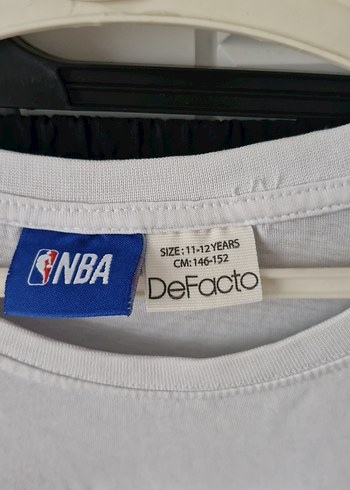 NBA
SIZE: 11-12 YEARS
CM: 146-152
DeFacto